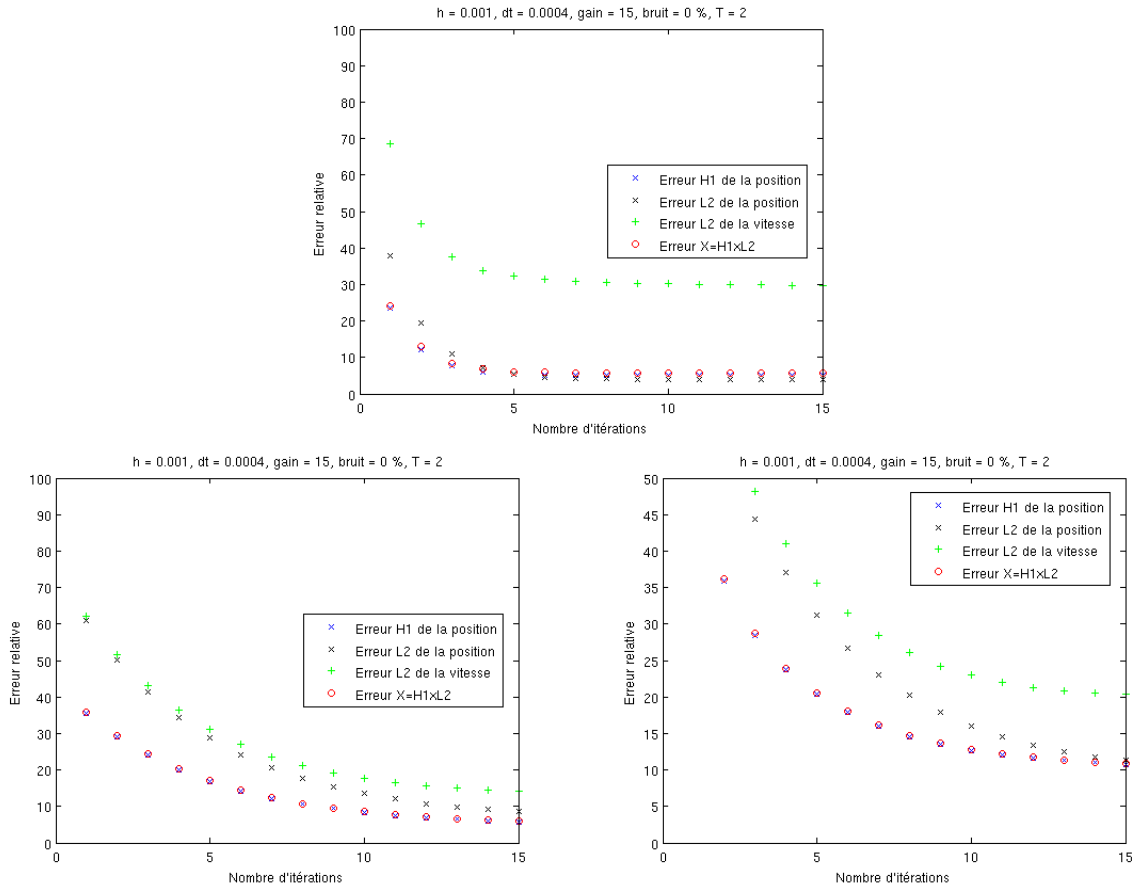 h = 0.001, dt = 0.0004, gain = 15, bruit = 0 %, T = 2
100
90
80
70
60
50
40
30
20
10
0
Erreur relative
Erreur H1 de la position
Erreur L2 de la position
Erreur L2 de la vitesse
Erreur X=H1xL2
0
5
10
15
Nombre d'itérations
h = 0.001, dt = 0.0004, gain = 15, bruit = 0 %, T = 2
100
90
80
70
60
50
40
30
20
10
0
Erreur relative
Erreur H1 de la position
Erreur L2 de la position
Erreur L2 de la vitesse
Erreur X=H1xL2
0
5
10
15
Nombre d'itérations
h = 0.001, dt = 0.0004, gain = 15, bruit = 0 %, T = 2
50
45
40
35
30
25
20
15
10
5
0
Erreur relative
Erreur H1 de la position
Erreur L2 de la position
Erreur L2 de la vitesse
Erreur X=H1xL2
0
5
10
15
Nombre d'itérations